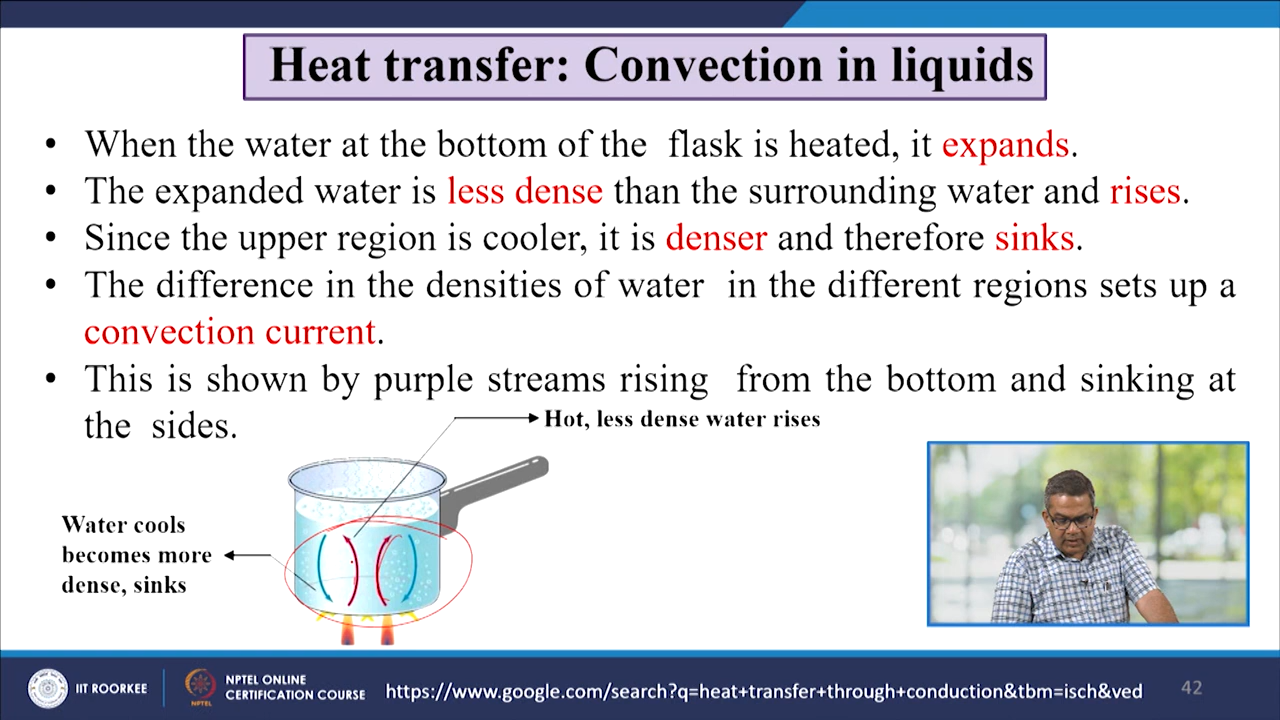 Heat transfer: Convection in liquids
• When the water at the bottom of the flask is heated, it expands.
• The expanded water is less dense than the surrounding water and rises.
• Since the upper region is cooler, it is denser and therefore sinks.
• The difference in the densities of water in the different regions sets up a
convection current.
• This is shown by purple streams rising from the bottom and sinking at
the sides.
Hot, less dense water rises
Water cools
becomes more
dense, sinks
IIT ROORKEE
NPTEL
NPTEL ONLINE
CERTIFICATION COURSE
https://www.google.com/search?q=heat+transfer+through+conduction&tbm=isch&ved
42